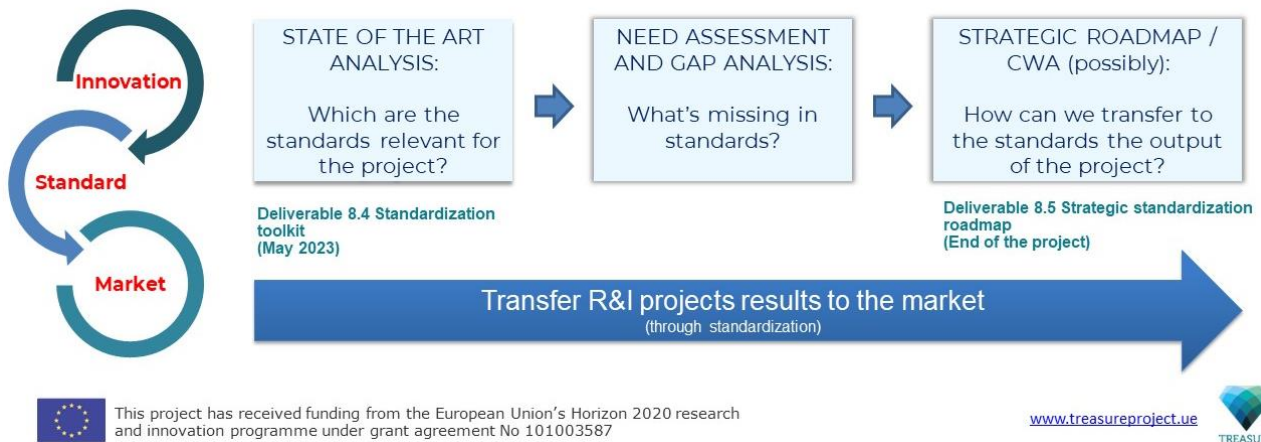 Innovation
Standard
Market
STATE OF THE ART
ANALYSIS:
Which are the
standards relevant for
the project?
NEED ASSESSMENT
AND GAP ANALYSIS:
What's missing in
standards?
STRATEGIC ROADMAP /
CWA (possibly):
How can we transfer to
the standards the output
of the project?
Deliverable 8.4 Standardization
toolkit
(May 2023)
Deliverable 8.5 Strategic standardization
roadmap
(End of the project)
Transfer R&I projects results to the market
(through standardization)
This project has received funding from the European Union's Horizon 2020 research
and innovation programme under grant agreement No 101003587
www.treasureproject.ue